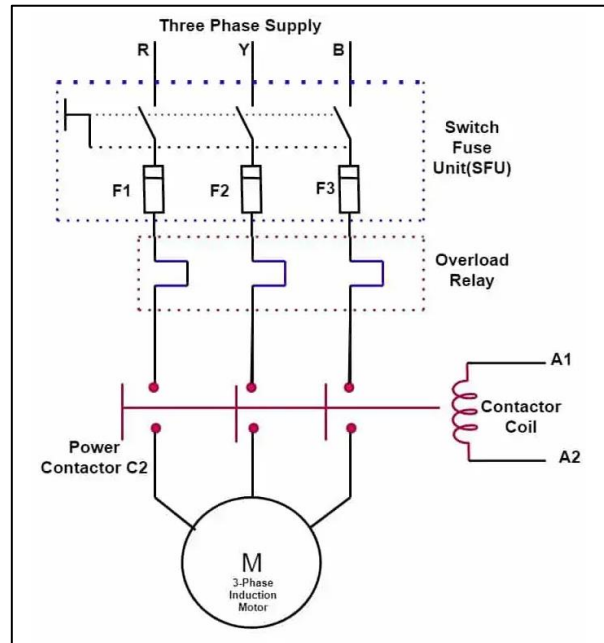 Three Phase Supply
R Y B
Switch
Fuse
Unit(SFU)
F1 F2 F3
Overload
Relay
A1
Contactor
Coil
A2
Power
Contactor C2
M
3-Phase
Induction
Motor